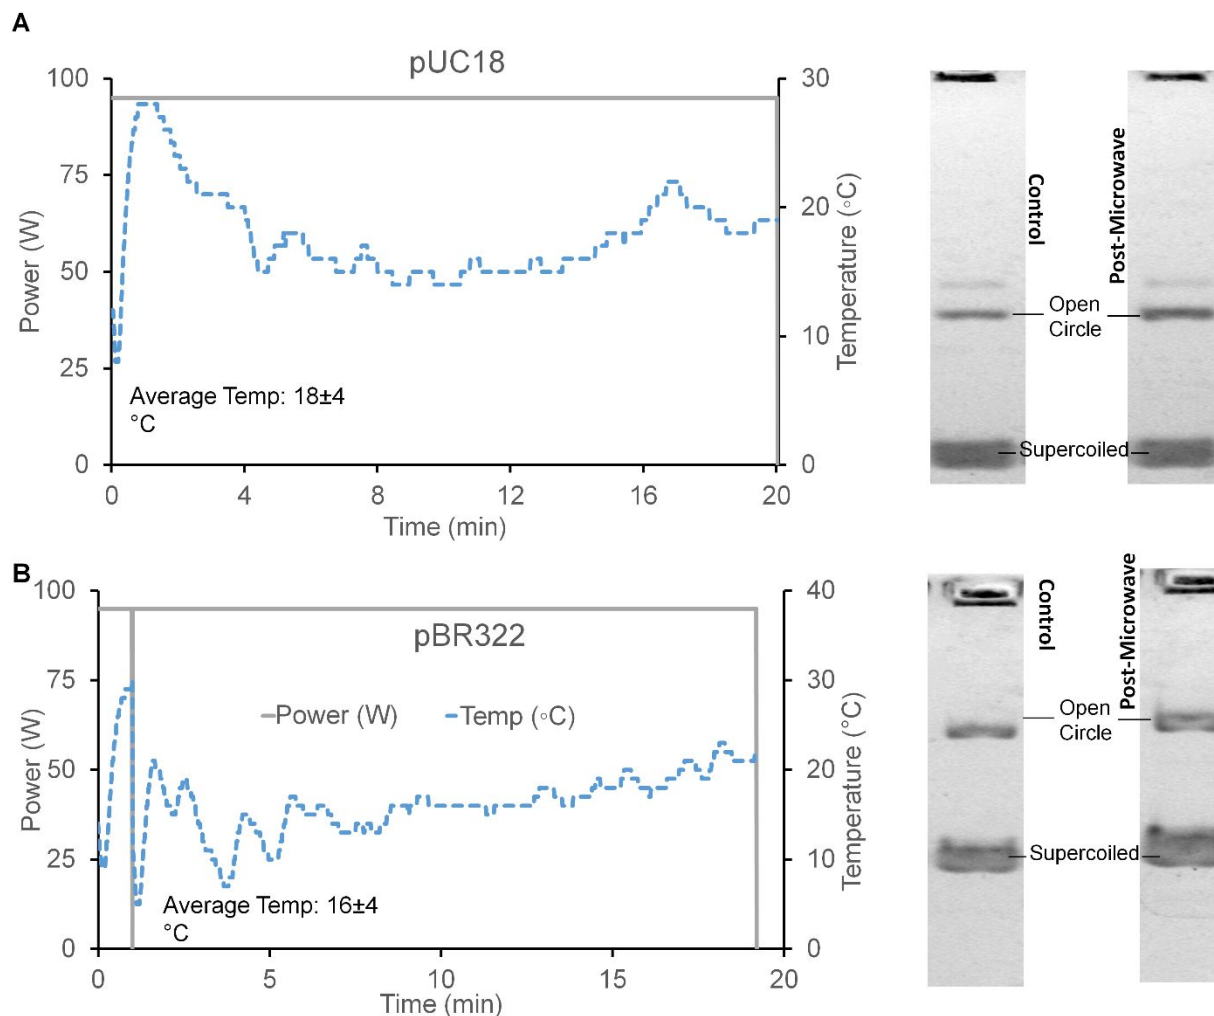 A
pUC18
100
75
50
25
0
Power (W)
30
20
10
0
Temperature (◦C)
Average Temp: 18±4
°C
0 4 8 12 16 20
Time (min)
Control
Post-Microwave
Open
Circle
Supercoiled
B
pBR322
100
75
50
25
0
Power (W)
40
30
20
10
0
Temperature (°C)
Power (W) Temp (◦C)
Average Temp: 16±4
°C
0 5 10 15 20
Time (min)
Control
Post-Microwave
Open
Circle
Supercoiled